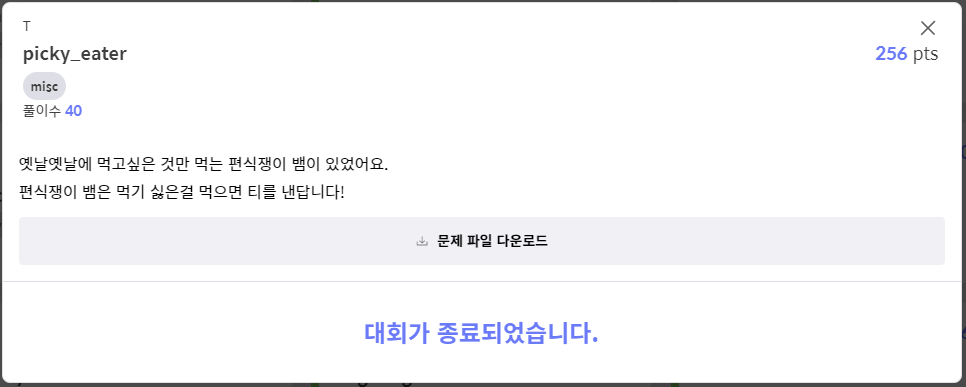 T
picky_eater
256 pts
misc
풀이수 40
옛날옛날에 먹고싶은 것만 먹는 편식쟁이 뱀이 있었어요.
편식쟁이 뱀은 먹기 싫은걸 먹으면 티를 낸답니다!
문제 파일 다운로드
대회가 종료되었습니다.